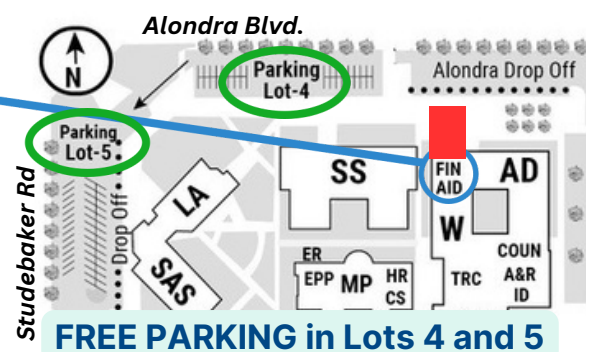 Alondra Blvd.
N
Parking
Lot-4
Alondra Drop Off
Parking
Lot-5
Studebaker Rd
Drop Off
LA
SAS
SS
FIN
AID
AD
W
COUN
TRC
A&R
ID
ER
EPP
MP
HR
CS
FREE PARKING in Lots 4 and 5